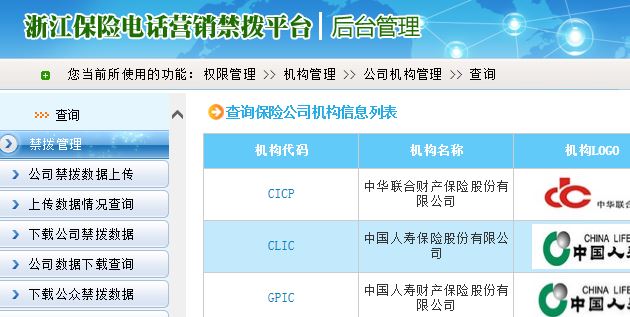 浙江保险电话营销禁拨平台|后台管理
您当前所使用的功能: 权限管理 >> 机构管理 >> 公司机构管理 >> 查询
查询
禁拨管理
公司禁拨数据上传
上传数据情况查询
下载公司禁拨数据
公司数据下载查询
下载公众禁拨数据
查询保险公司机构信息列表
机构代码 机构名称 机构LOGO
CICP 中华联合财产保险股份有
限公司
中华联合
CLIC 中国人寿保险股份有限公
司
CHINA LIFE
中国人寿
GPIC 中国人寿财产保险股份有
限公司
CHINA LIFE
中国人寿